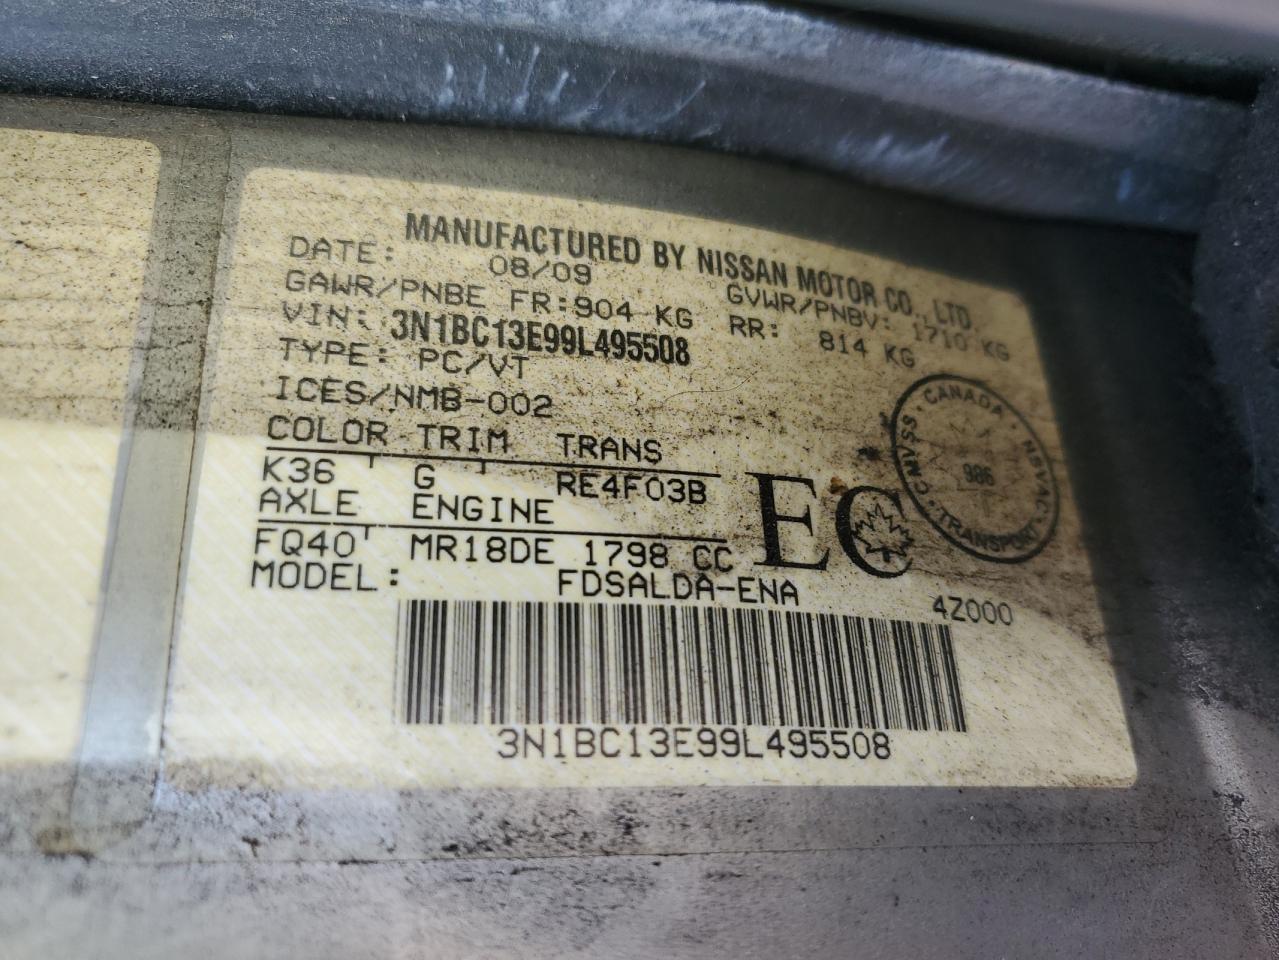 MANUFACTURED BY NISSAN MOTOR CO., LTD.
DATE: 08/09 GVWR/PNBV: 1710 KG
GAWR/PNBE FR:904 KG RR: 814 KG
VIN: 3N1BC13E99L495508
TYPE: PC/VT
ICES/NMB-002
COLOR TRIM TRANS
K36 G RE4F03B
AXLE ENGINE
FQ40 MR18DE 1798 CC
MODEL: FDSALDA-ENA
4Z000
EC
CANADA · NSVAC · TRANSPORT · CMVSS ·
986
3N1BC13E99L495508